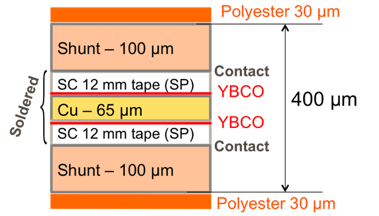 Polyester 30 µm
Shunt – 100 µm
Contact
SC 12 mm tape (SP)
YBCO
Soldered
Cu – 65 µm
400 µm
YBCO
SC 12 mm tape (SP)
Contact
Shunt – 100 µm
Polyester 30 µm